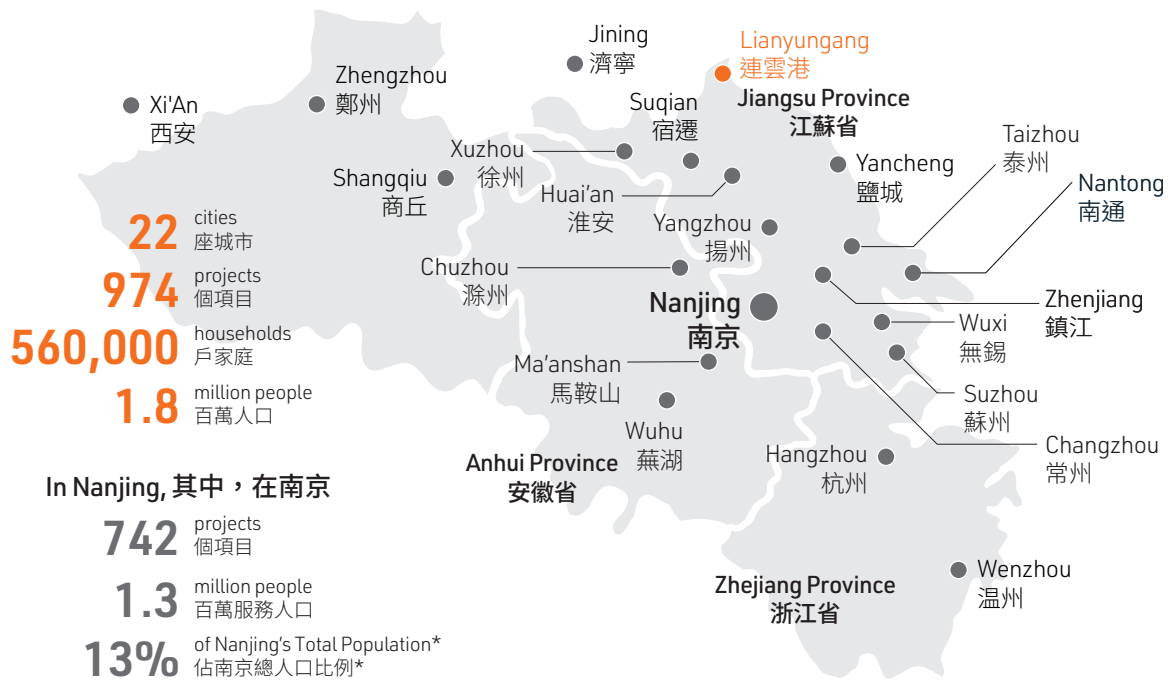 Jining
濟寧
Lianyungang
連雲港
Zhengzhou
鄭州
Xi'An
西安
Suqian
宿遷
Jiangsu Province
江蘇省
Taizhou
泰州
Xuzhou
徐州
Yancheng
鹽城
Shangqiu
商丘
Nantong
南通
Huai'an
淮安
Yangzhou
揚州
22
cities
座城市
Chuzhou
滁州
974
projects
個項目
Nanjing
南京
Zhenjiang
鎮江
560,000
households
戶家庭
Wuxi
無錫
Ma'anshan
馬鞍山
Suzhou
蘇州
1.8
million people
百萬人口
Wuhu
蕪湖
Hangzhou
杭州
Changzhou
常州
Anhui Province
安徽省
In Nanjing, 其中，在南京
742
projects
個項目
1.3
million people
百萬服務人口
Zhejiang Province
浙江省
Wenzhou
温州
13%
of Nanjing's Total Population*
佔南京總人口比例*